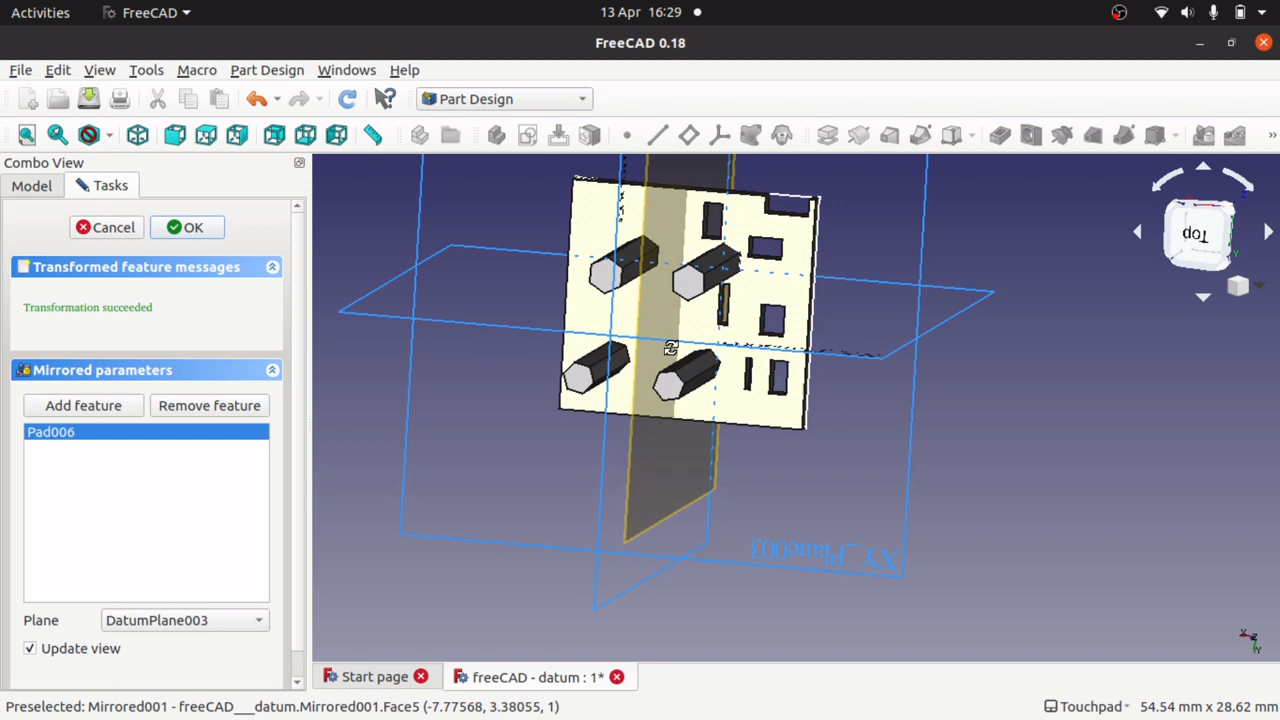 Activities
FreeCAD
13 Apr 16:29
FreeCAD 0.18
File Edit View Tools Macro Part Design Windows Help
Part Design
Combo View
Model Tasks
Cancel OK
Transformed feature messages
Transformation succeeded
Mirrored parameters
Add feature Remove feature
Pad006
Plane DatumPlane003
Update view
Top
XY_Plane003
Start page freeCAD - datum : 1*
Preselected: Mirrored001 - freeCAD___datum.Mirrored001.Face5 (-7.77568, 3.38055, 1) Touchpad 54.54 mm x 28.62 mm